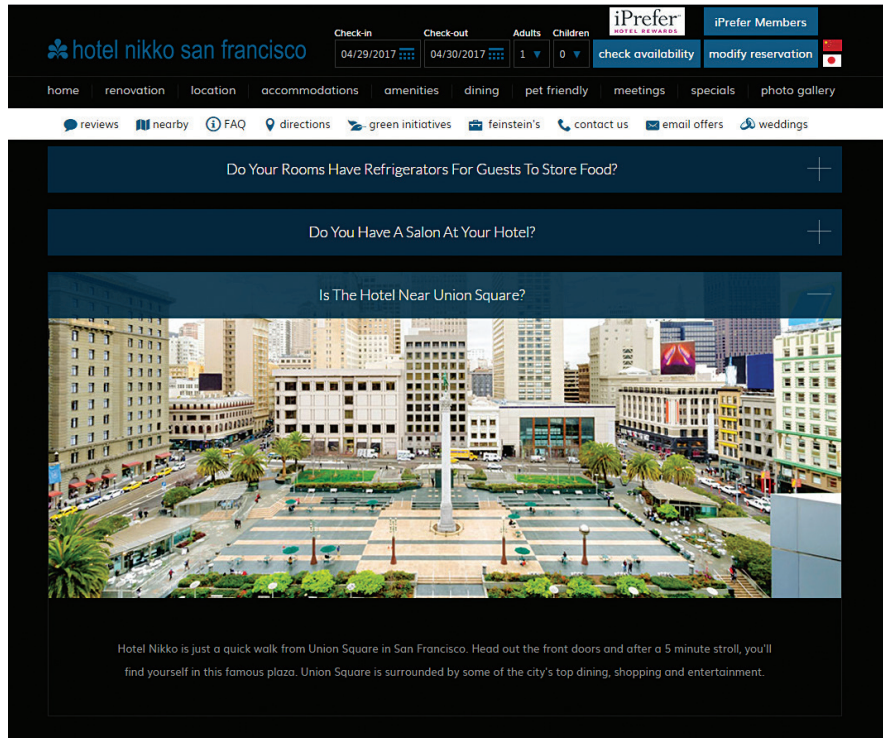 iPrefer
HOTEL REWARDS
iPrefer Members
hotel nikko san francisco
Check-in
Check-out
Adults
Children
04/29/2017
04/30/2017
1
0
check availability
modify reservation
home
renovation
location
accommodations
amenities
dining
pet friendly
meetings
specials
photo gallery
reviews
nearby
FAQ
directions
green initiatives
feinstein's
contact us
email offers
weddings
Do Your Rooms Have Refrigerators For Guests To Store Food?
Do You Have A Salon At Your Hotel?
Is The Hotel Near Union Square?
Hotel Nikko is just a quick walk from Union Square in San Francisco. Head out the front doors and after a 5 minute stroll, you'll
find yourself in this famous plaza. Union Square is surrounded by some of the city's top dining, shopping and entertainment.